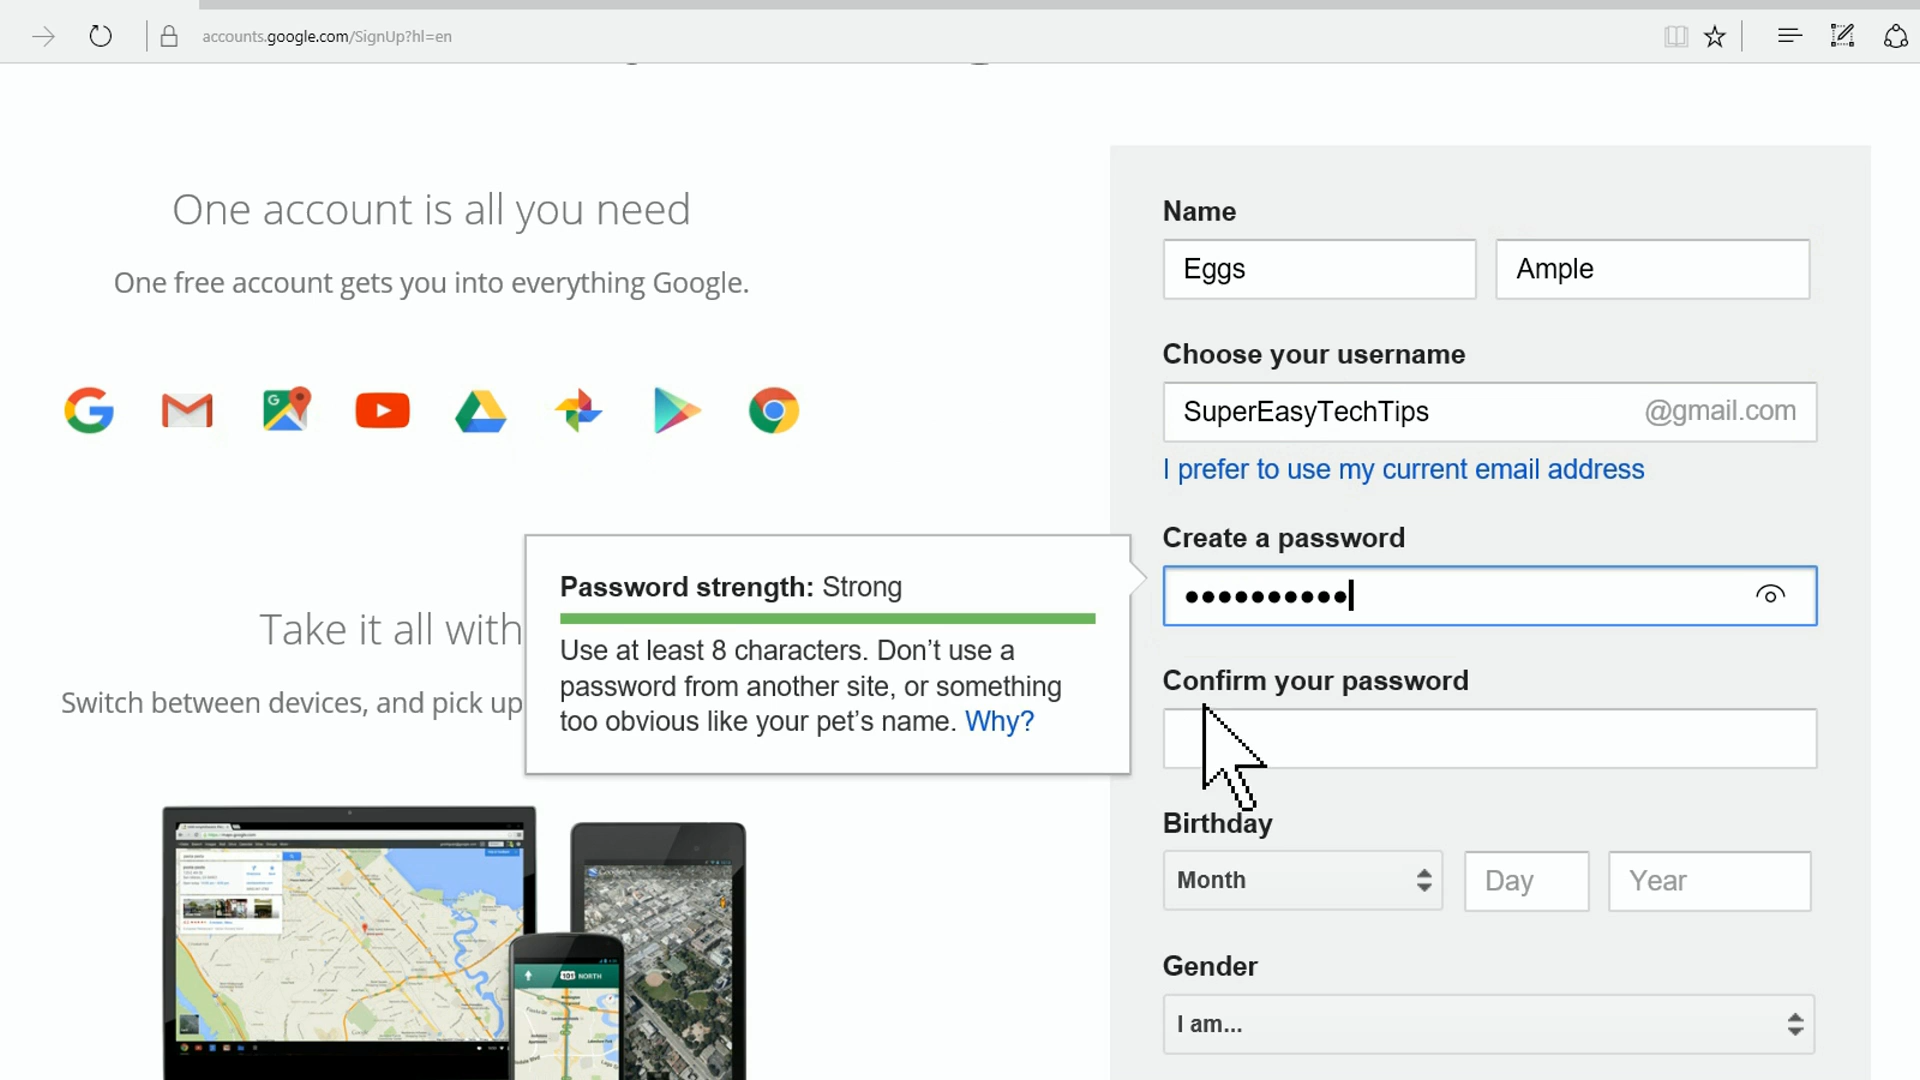 accounts.google.com/SignUp?hl=en
One account is all you need
One free account gets you into everything Google.
Take it all with
Switch between devices, and pick up
Name
Eggs
Ample
Choose your username
SuperEasyTechTips
@gmail.com
I prefer to use my current email address
Create a password
Password strength: Strong
Use at least 8 characters. Don’t use a
password from another site, or something
too obvious like your pet’s name. Why?
Confirm your password
Birthday
Month
Day
Year
Gender
I am...
101 NORTH